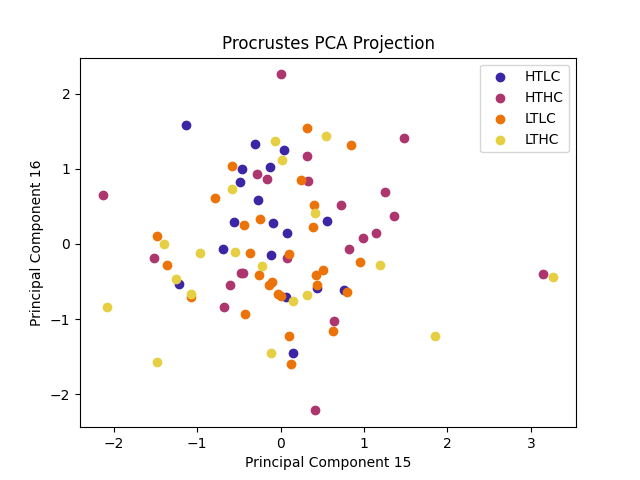 Procrustes PCA Projection
HTLC
HTHC
LTLC
LTHC
2
1
0
−1
−2
Principal Component 16
−2
−1
0
1
2
3
Principal Component 15